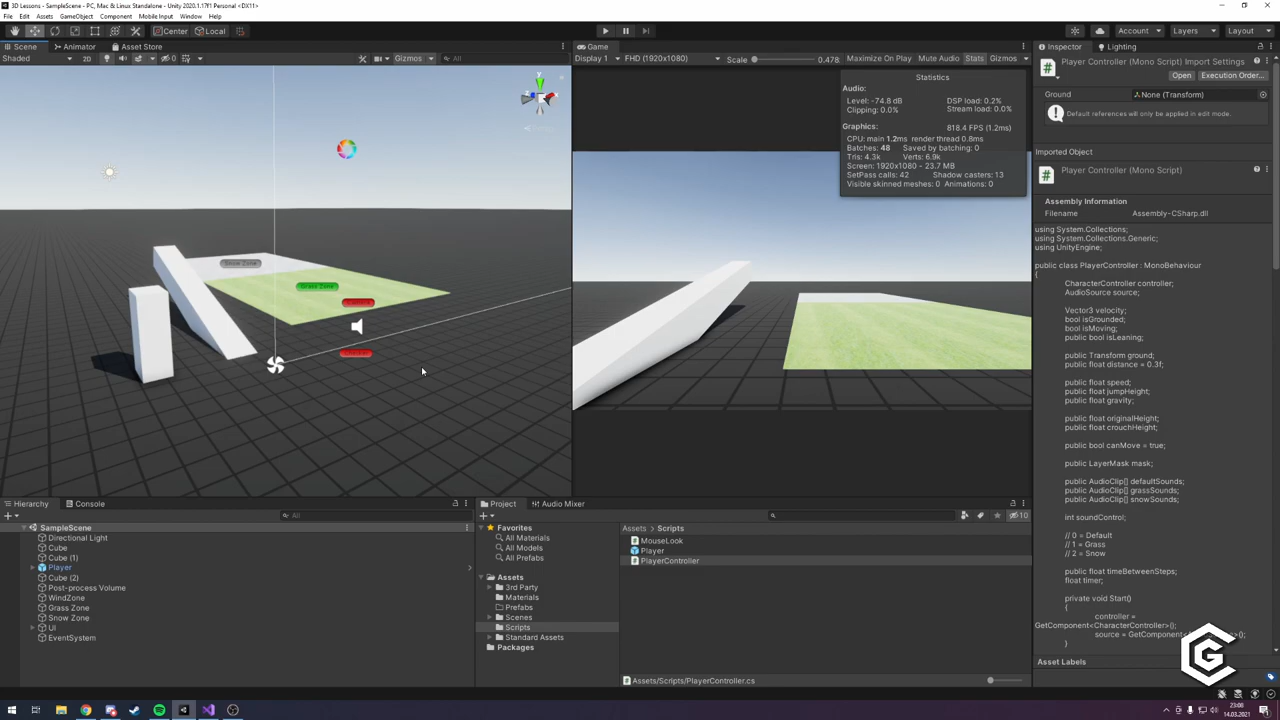 3D Lessons - SampleScene - PC, Mac & Linux Standalone - Unity 2020.1.17f1 Personal <DX11>
File Edit Assets GameObject Component Mobile Input Window Help
Center Local Account Layers Layout
Scene Animator Asset Store
Shaded 2D 0 Gizmos All
Snow Zone
Grass Zone
Game
Display 1 FHD (1920x1080) Scale 0.478 Maximize On Play Mute Audio Stats Gizmos
Statistics
Audio:
Level: -74.8 dB DSP load: 0.2%
Clipping: 0.0% Stream load: 0.0%
Graphics: 818.4 FPS (1.2ms)
CPU: main 1.2ms render thread 0.8ms
Batches: 48 Saved by batching: 0
Tris: 4.3k Verts: 6.9k
Screen: 1920x1080 - 23.7 MB
SetPass calls: 42 Shadow casters: 13
Visible skinned meshes: 0 Animations: 0
Inspector Lighting
Player Controller (Mono Script) Import Settings
Open Execution Order...
Ground None (Transform)
Default references will only be applied in edit mode.
Imported Object
Player Controller (Mono Script)
Assembly Information
Filename Assembly-CSharp.dll
using System.Collections;
using System.Collections.Generic;
using UnityEngine;
public class PlayerController : MonoBehaviour
{
CharacterController controller;
AudioSource source;
Vector3 velocity;
bool isGrounded;
bool isMoving;
public bool isLeaning;
public Transform ground;
public float distance = 0.3f;
public float speed;
public float jumpHeight;
public float gravity;
public float originalHeight;
public float crouchHeight;
public bool canMove = true;
public LayerMask mask;
public AudioClip[] defaultSounds;
public AudioClip[] grassSounds;
public AudioClip[] snowSounds;
int soundControl;
// 0 = Default
// 1 = Grass
// 2 = Snow
public float timeBetweenSteps;
float timer;
private void Start()
{
controller =
GetComponent<CharacterController>();
}
Asset Labels
Hierarchy Console
All
SampleScene
Directional Light
Cube
Cube (1)
Player
Cube (2)
Post-process Volume
WindZone
Grass Zone
Snow Zone
UI
EventSystem
Project Audio Mixer
10
Favorites
All Materials
All Models
All Prefabs
Assets
3rd Party
Materials
Prefabs
Scenes
Scripts
Standard Assets
Packages
Assets > Scripts
MouseLook
Player
PlayerController
Assets/Scripts/PlayerController.cs
23:00
14.03.2021